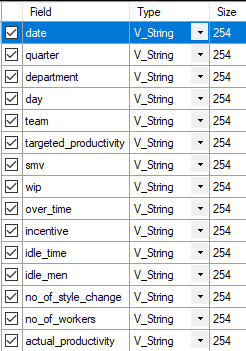 Field Type Size
date V_String 254
quarter V_String 254
department V_String 254
day V_String 254
team V_String 254
targeted_productivity V_String 254
smv V_String 254
wip V_String 254
over_time V_String 254
incentive V_String 254
idle_time V_String 254
idle_men V_String 254
no_of_style_change V_String 254
no_of_workers V_String 254
actual_productivity V_String 254